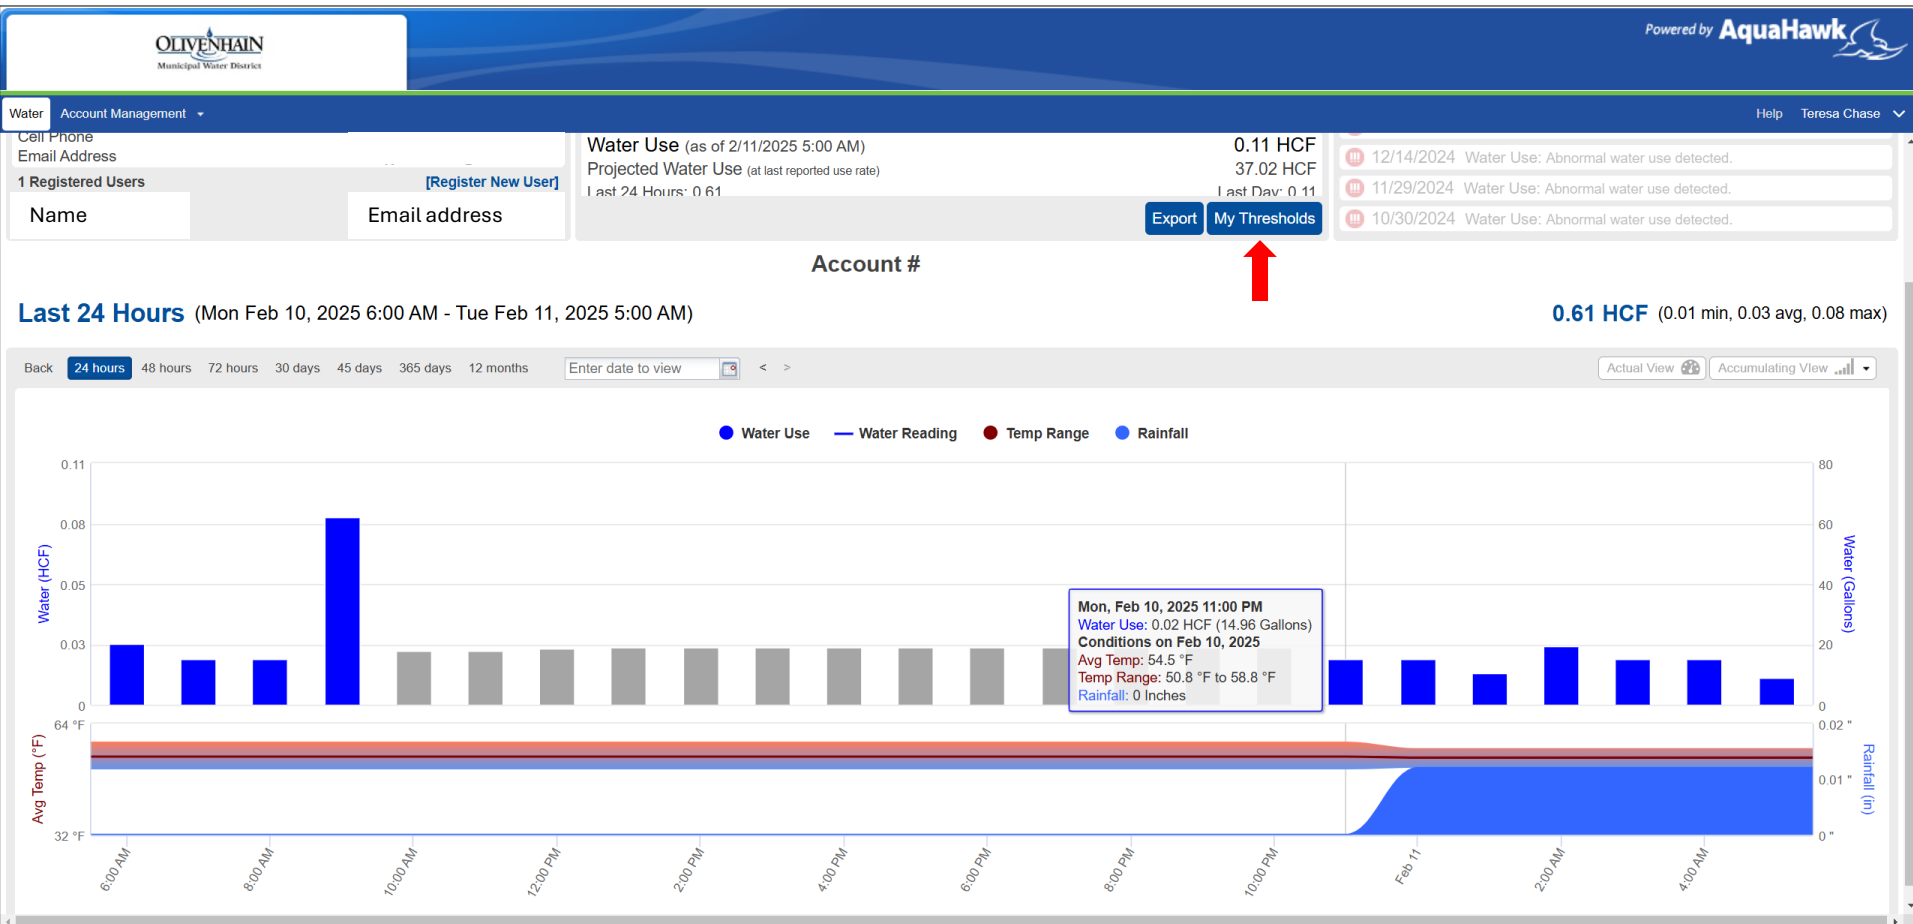 OLIVENHAIN
Municipal Water District
Powered by AquaHawk
Water Account Management Help Teresa Chase
Cell Phone
Email Address
1 Registered Users [Register New User]
Name Email address
Water Use (as of 2/11/2025 5:00 AM) 0.11 HCF
Projected Water Use (at last reported use rate) 37.02 HCF
Last 24 Hours: 0.61 Last Day: 0.11
Export My Thresholds
12/14/2024 Water Use: Abnormal water use detected.
11/29/2024 Water Use: Abnormal water use detected.
10/30/2024 Water Use: Abnormal water use detected.
Account #
Last 24 Hours (Mon Feb 10, 2025 6:00 AM - Tue Feb 11, 2025 5:00 AM) 0.61 HCF (0.01 min, 0.03 avg, 0.08 max)
Back 24 hours 48 hours 72 hours 30 days 45 days 365 days 12 months Enter date to view < > Actual View Accumulating VIew
Water Use Water Reading Temp Range Rainfall
0.11
0.08
0.05
0.03
0
Water (HCF)
80
60
40
20
0
Water (Gallons)
Mon, Feb 10, 2025 11:00 PM
Water Use: 0.02 HCF (14.96 Gallons)
Conditions on Feb 10, 2025
Avg Temp: 54.5 °F
Temp Range: 50.8 °F to 58.8 °F
Rainfall: 0 Inches
64 °F
32 °F
Avg Temp (°F)
0.02 "
0.01 "
0 "
Rainfall (in)
6:00 AM 8:00 AM 10:00 AM 12:00 PM 2:00 PM 4:00 PM 6:00 PM 8:00 PM 10:00 PM Feb 11 2:00 AM 4:00 AM